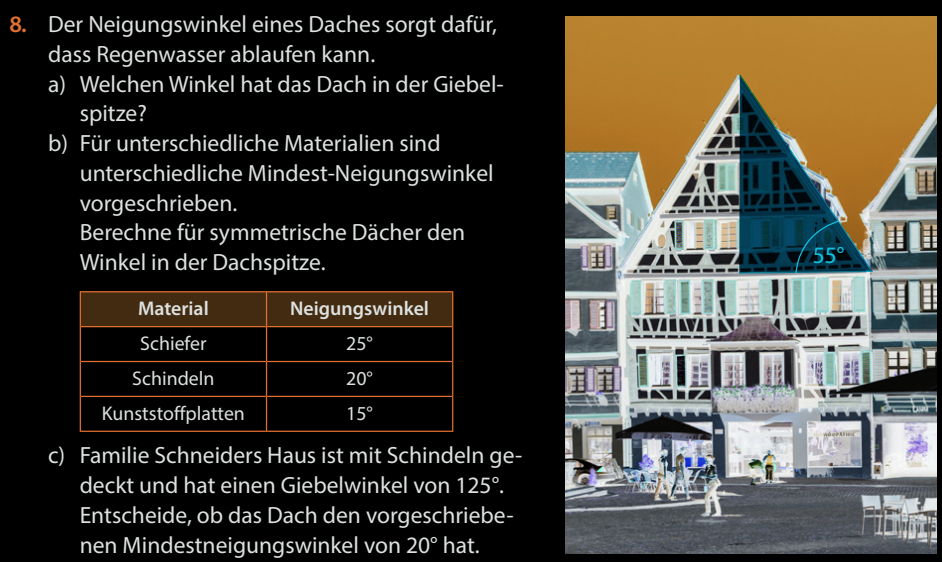 8. Der Neigungswinkel eines Daches sorgt dafür,
dass Regenwasser ablaufen kann.
a) Welchen Winkel hat das Dach in der Giebel-
spitze?
b) Für unterschiedliche Materialien sind
unterschiedliche Mindest-Neigungswinkel
vorgeschrieben.
Berechne für symmetrische Dächer den
Winkel in der Dachspitze.
Material Neigungswinkel
Schiefer 25°
Schindeln 20°
Kunststoffplatten 15°
c) Familie Schneiders Haus ist mit Schindeln ge-
deckt und hat einen Giebelwinkel von 125°.
Entscheide, ob das Dach den vorgeschriebe-
nen Mindestneigungswinkel von 20° hat.
55°